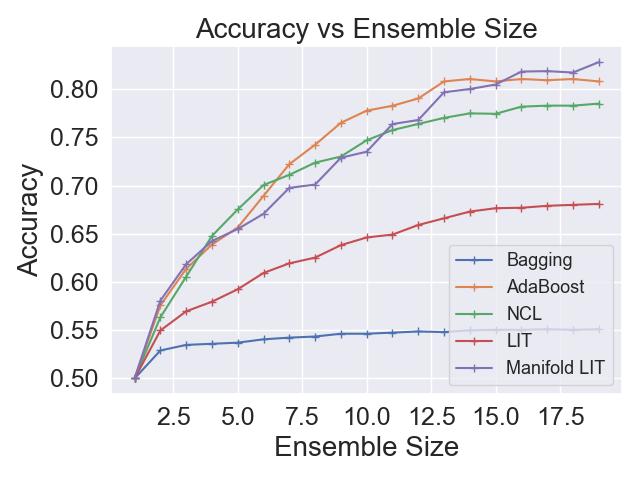 Accuracy vs Ensemble Size
Accuracy
0.80
0.75
0.70
0.65
0.60
0.55
0.50
2.5 5.0 7.5 10.0 12.5 15.0 17.5
Ensemble Size
Bagging
AdaBoost
NCL
LIT
Manifold LIT